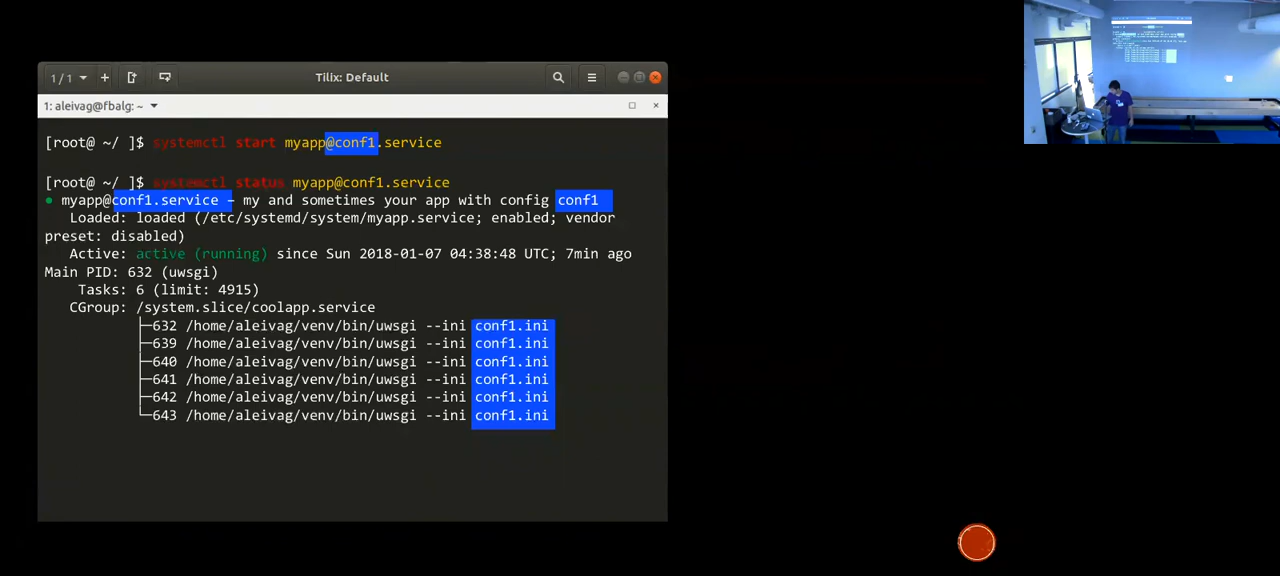 1 / 1
Tilix: Default
1: aleivag@fbalg: ~
[root@ ~/ ]$ systemctl start myapp@conf1.service
[root@ ~/ ]$ systemctl status myapp@conf1.service
● myapp@conf1.service – my and sometimes your app with config conf1
Loaded: loaded (/etc/systemd/system/myapp.service; enabled; vendor
preset: disabled)
Active: active (running) since Sun 2018-01-07 04:38:48 UTC; 7min ago
Main PID: 632 (uwsgi)
Tasks: 6 (limit: 4915)
CGroup: /system.slice/coolapp.service
├─632 /home/aleivag/venv/bin/uwsgi --ini conf1.ini
├─639 /home/aleivag/venv/bin/uwsgi --ini conf1.ini
├─640 /home/aleivag/venv/bin/uwsgi --ini conf1.ini
├─641 /home/aleivag/venv/bin/uwsgi --ini conf1.ini
├─642 /home/aleivag/venv/bin/uwsgi --ini conf1.ini
└─643 /home/aleivag/venv/bin/uwsgi --ini conf1.ini